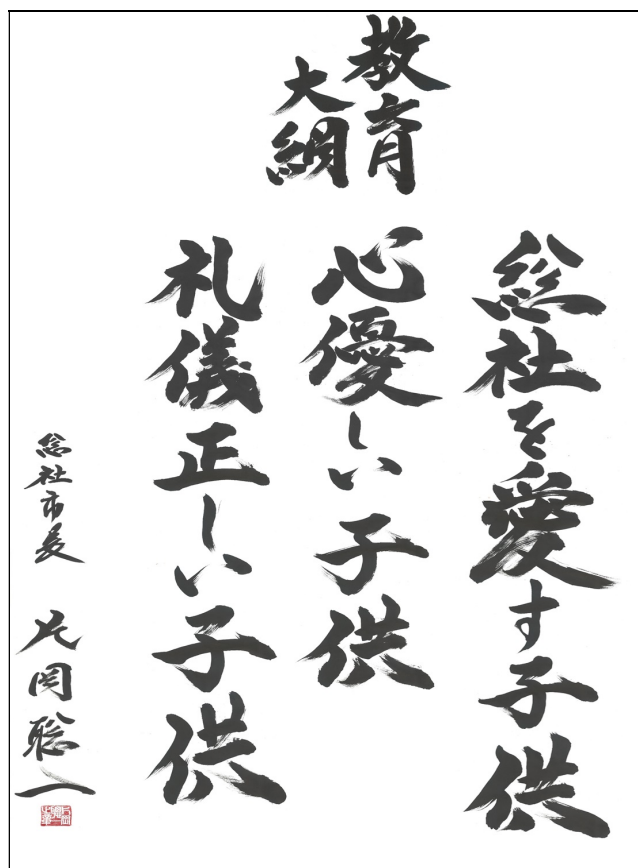 教育
大綱
総社を愛す子供
心優しい子供
礼儀正しい子供
総社市長 片岡聡一